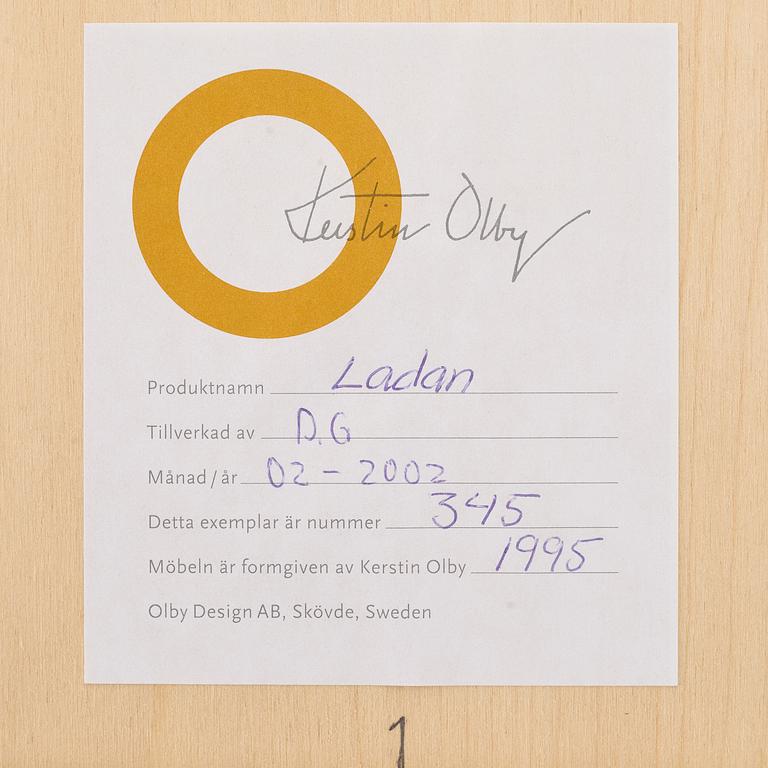 Kerstin Olby
Produktnamn Ladan
Tillverkad av D.G
Månad/år 02 - 2002
Detta exemplar är nummer 345
Möbeln är formgiven av Kerstin Olby 1995
Olby Design AB, Skövde, Sweden
1